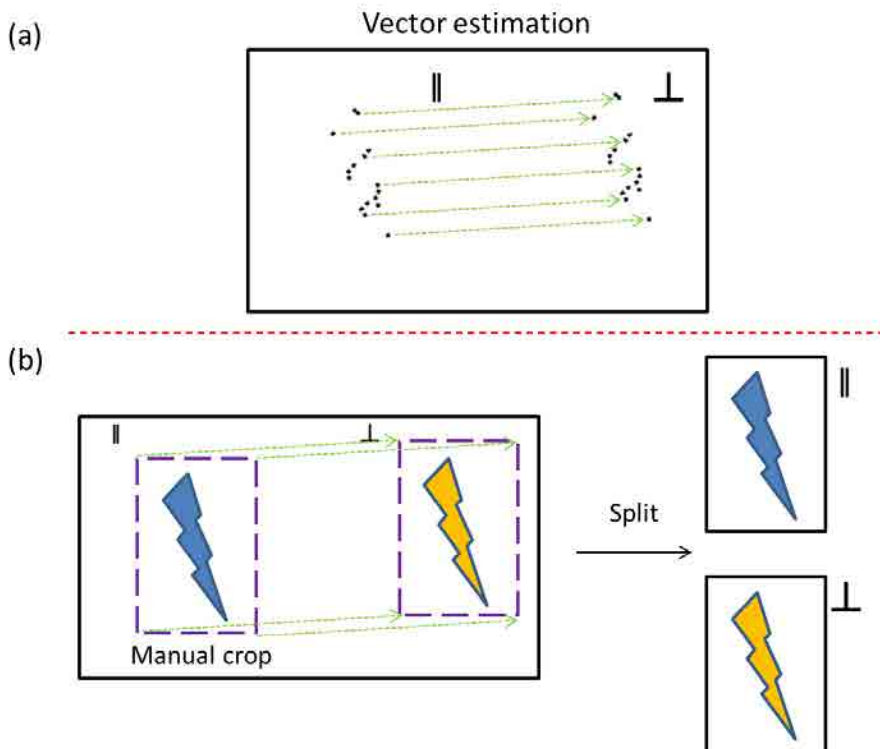 (a)
Vector estimation
∥ ⊥
(b)
∥ ⊥
Manual crop
Split
∥
⊥